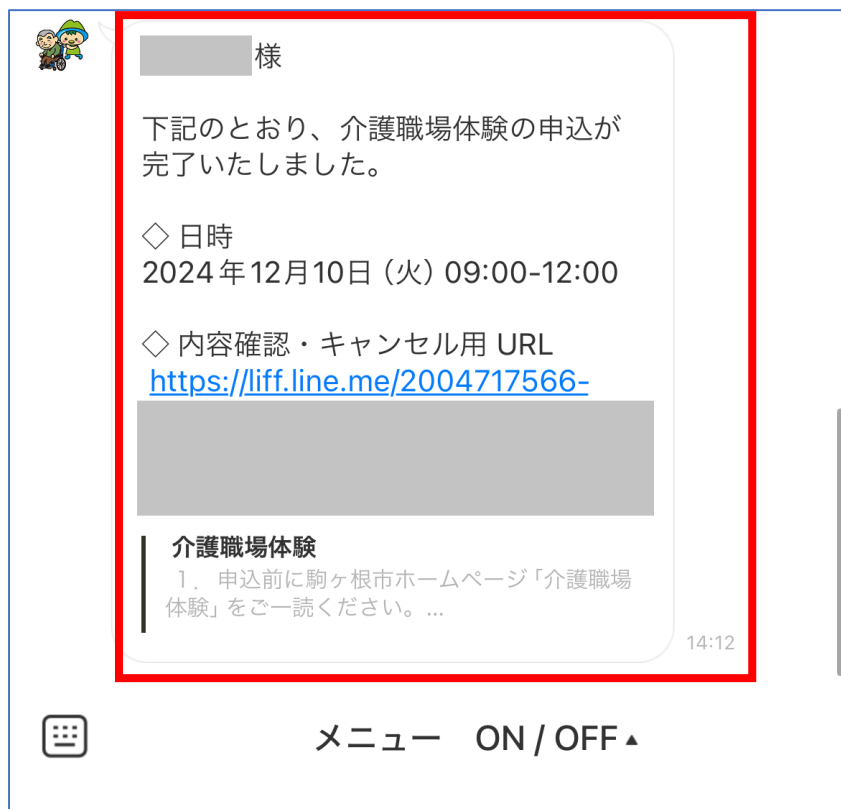 様
下記のとおり、介護職場体験の申込が
完了いたしました。
◇ 日時
2024年12月10日（火）09:00-12:00
◇ 内容確認・キャンセル用 URL
https://liff.line.me/2004717566-
介護職場体験
１． 申込前に駒ヶ根市ホームページ「介護職場
体験」をご一読ください。...
14:12
メニュー　ON / OFF▲